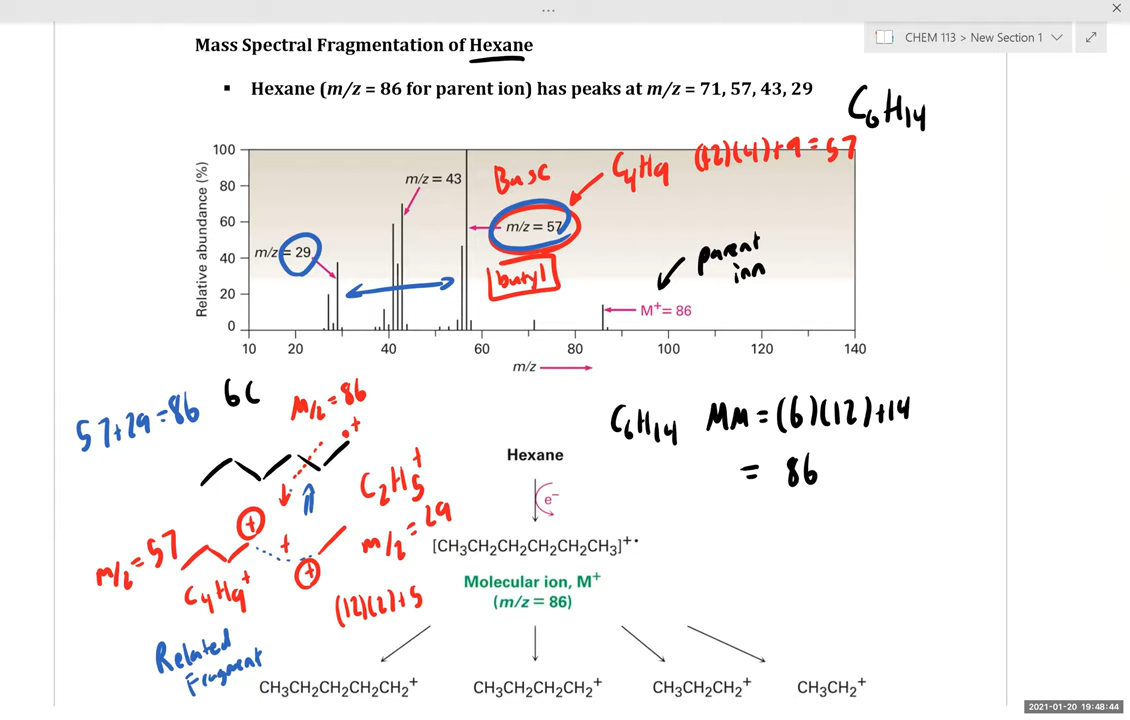 CHEM 113 > New Section 1
Mass Spectral Fragmentation of Hexane
▪ Hexane (m/z = 86 for parent ion) has peaks at m/z = 71, 57, 43, 29
C6H14
Relative abundance (%)
100
80
60
40
20
0
10 20 40 60 80 100 120 140
m/z
m/z = 29
m/z = 43
m/z = 57
M+ = 86
Base
C4H9 (12)(4)+9=57
butyl
parent
ion
57+29=86
6C
M/z=86
C6H14 MM=(6)(12)+14
= 86
C2H5+
m/z=29
(12)(2)+5
m/z=57
+
+
+
C4H9+
Related
Fragment
Hexane
e−
[CH3CH2CH2CH2CH2CH3]+•
Molecular ion, M+
(m/z = 86)
CH3CH2CH2CH2CH2+ CH3CH2CH2CH2+ CH3CH2CH2+ CH3CH2+
2021-01-20 19:48:44